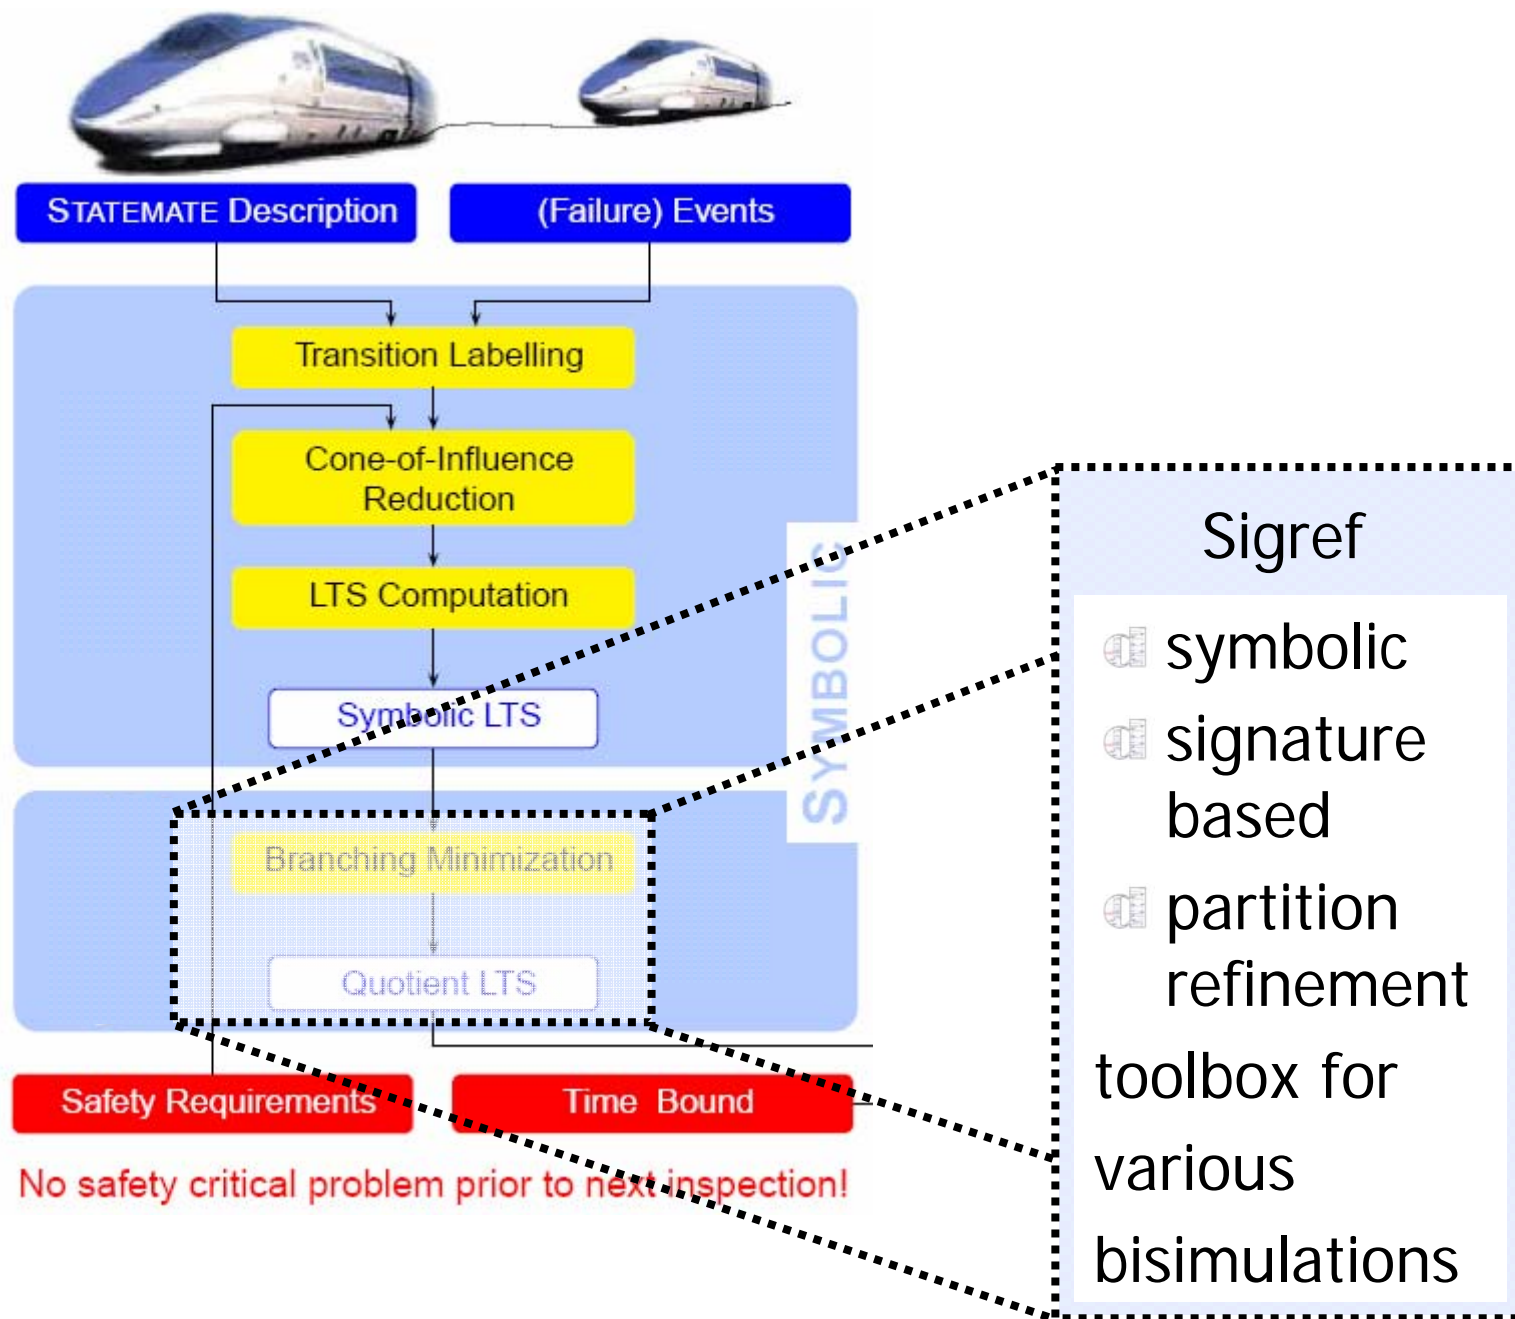 STATEMATE Description
(Failure) Events
Transition Labelling
Cone-of-Influence
Reduction
LTS Computation
Symbolic LTS
SYMBOLIC
Branching Minimization
Quotient LTS
Safety Requirements
Time Bound
No safety critical problem prior to next inspection!
Sigref
symbolic
signature
based
partition
refinement
toolbox for
various
bisimulations